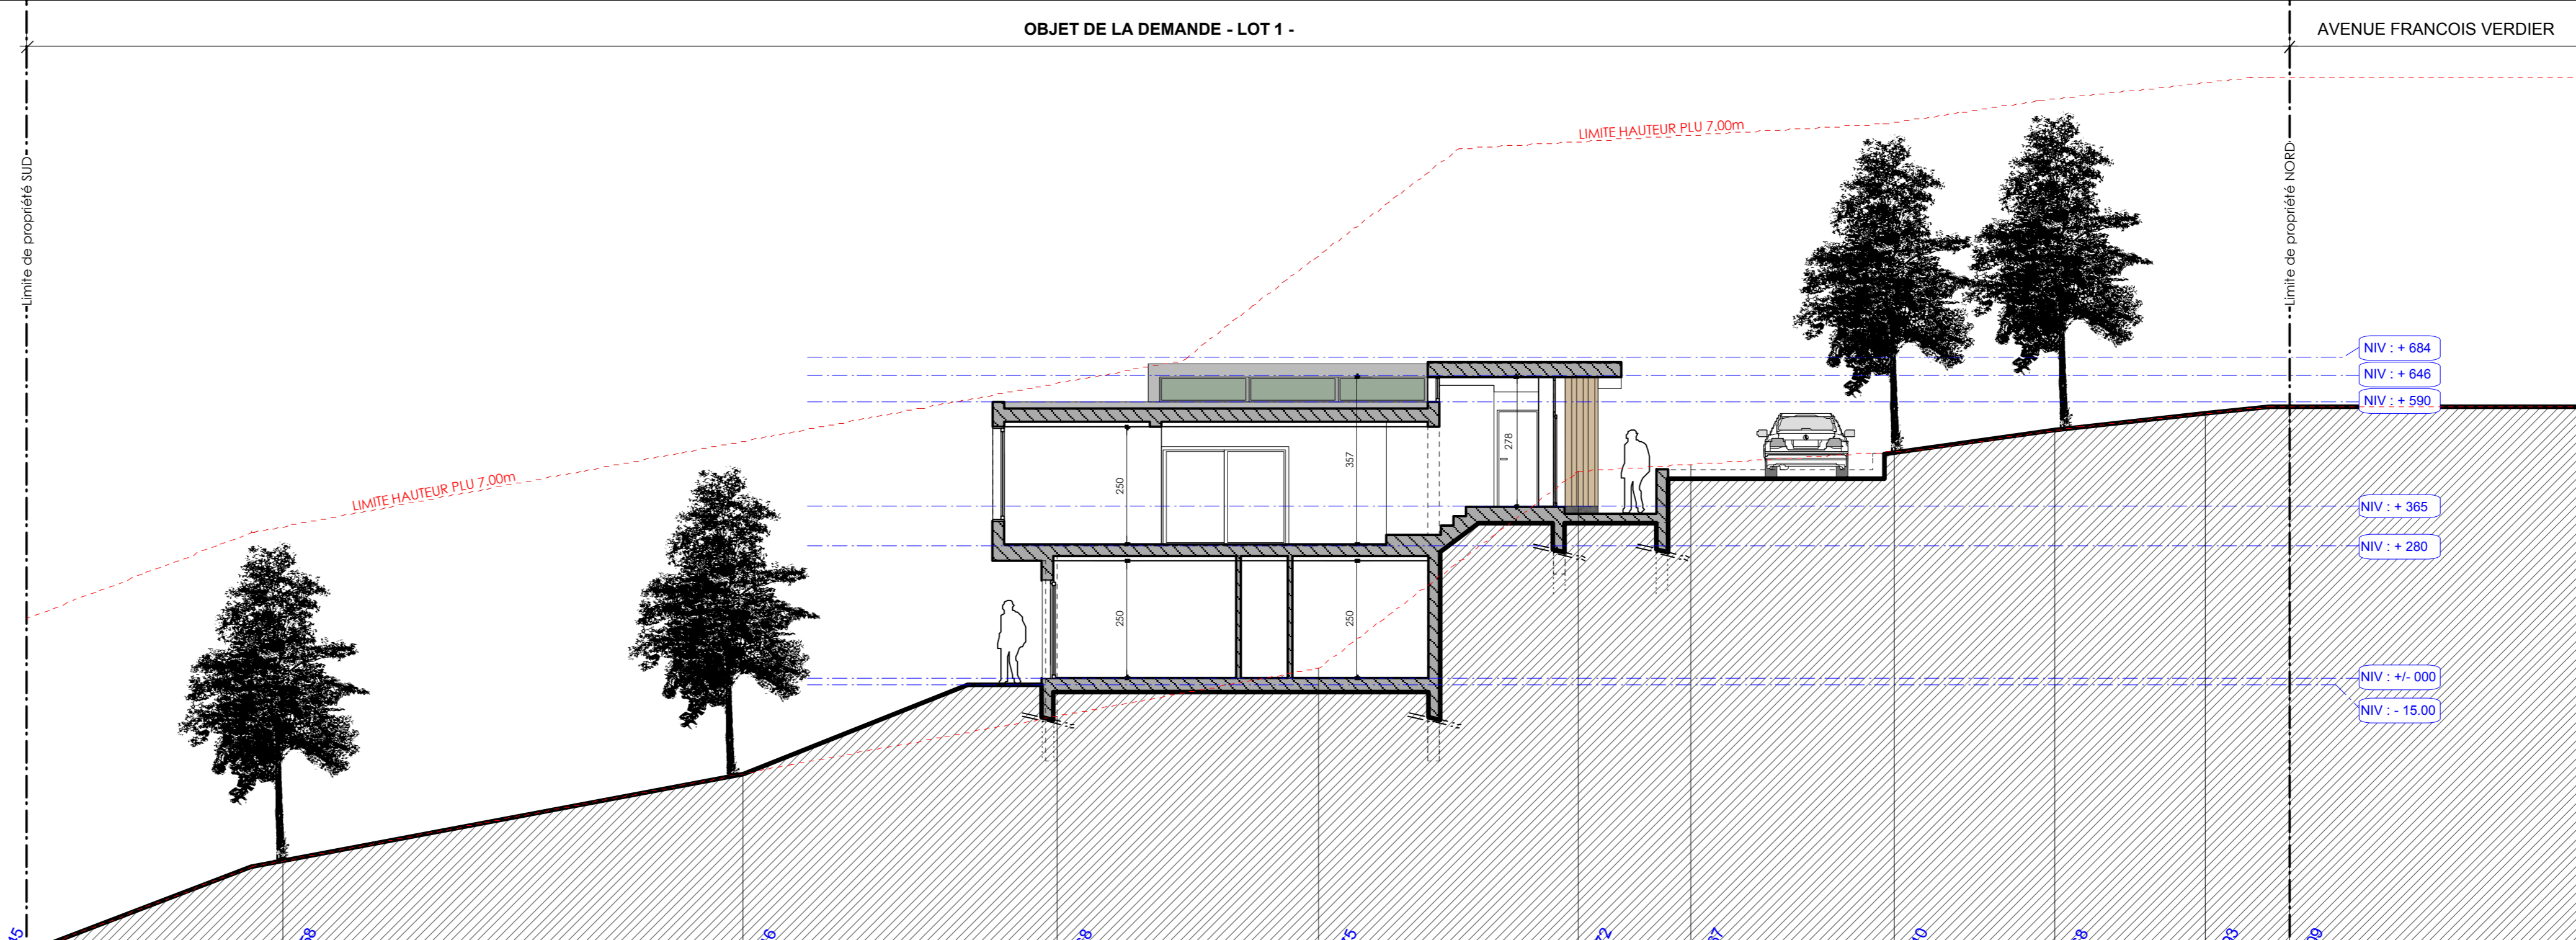 OBJET DE LA DEMANDE - LOT 1 -
AVENUE FRANCOIS VERDIER
Limite de propriété SUD
Limite de propriété NORD
LIMITE HAUTEUR PLU 7.00m
LIMITE HAUTEUR PLU 7.00m
NIV : + 684
NIV : + 646
NIV : + 590
NIV : + 365
NIV : + 280
NIV : +/- 000
NIV : - 15.00
250
357
278
250
250